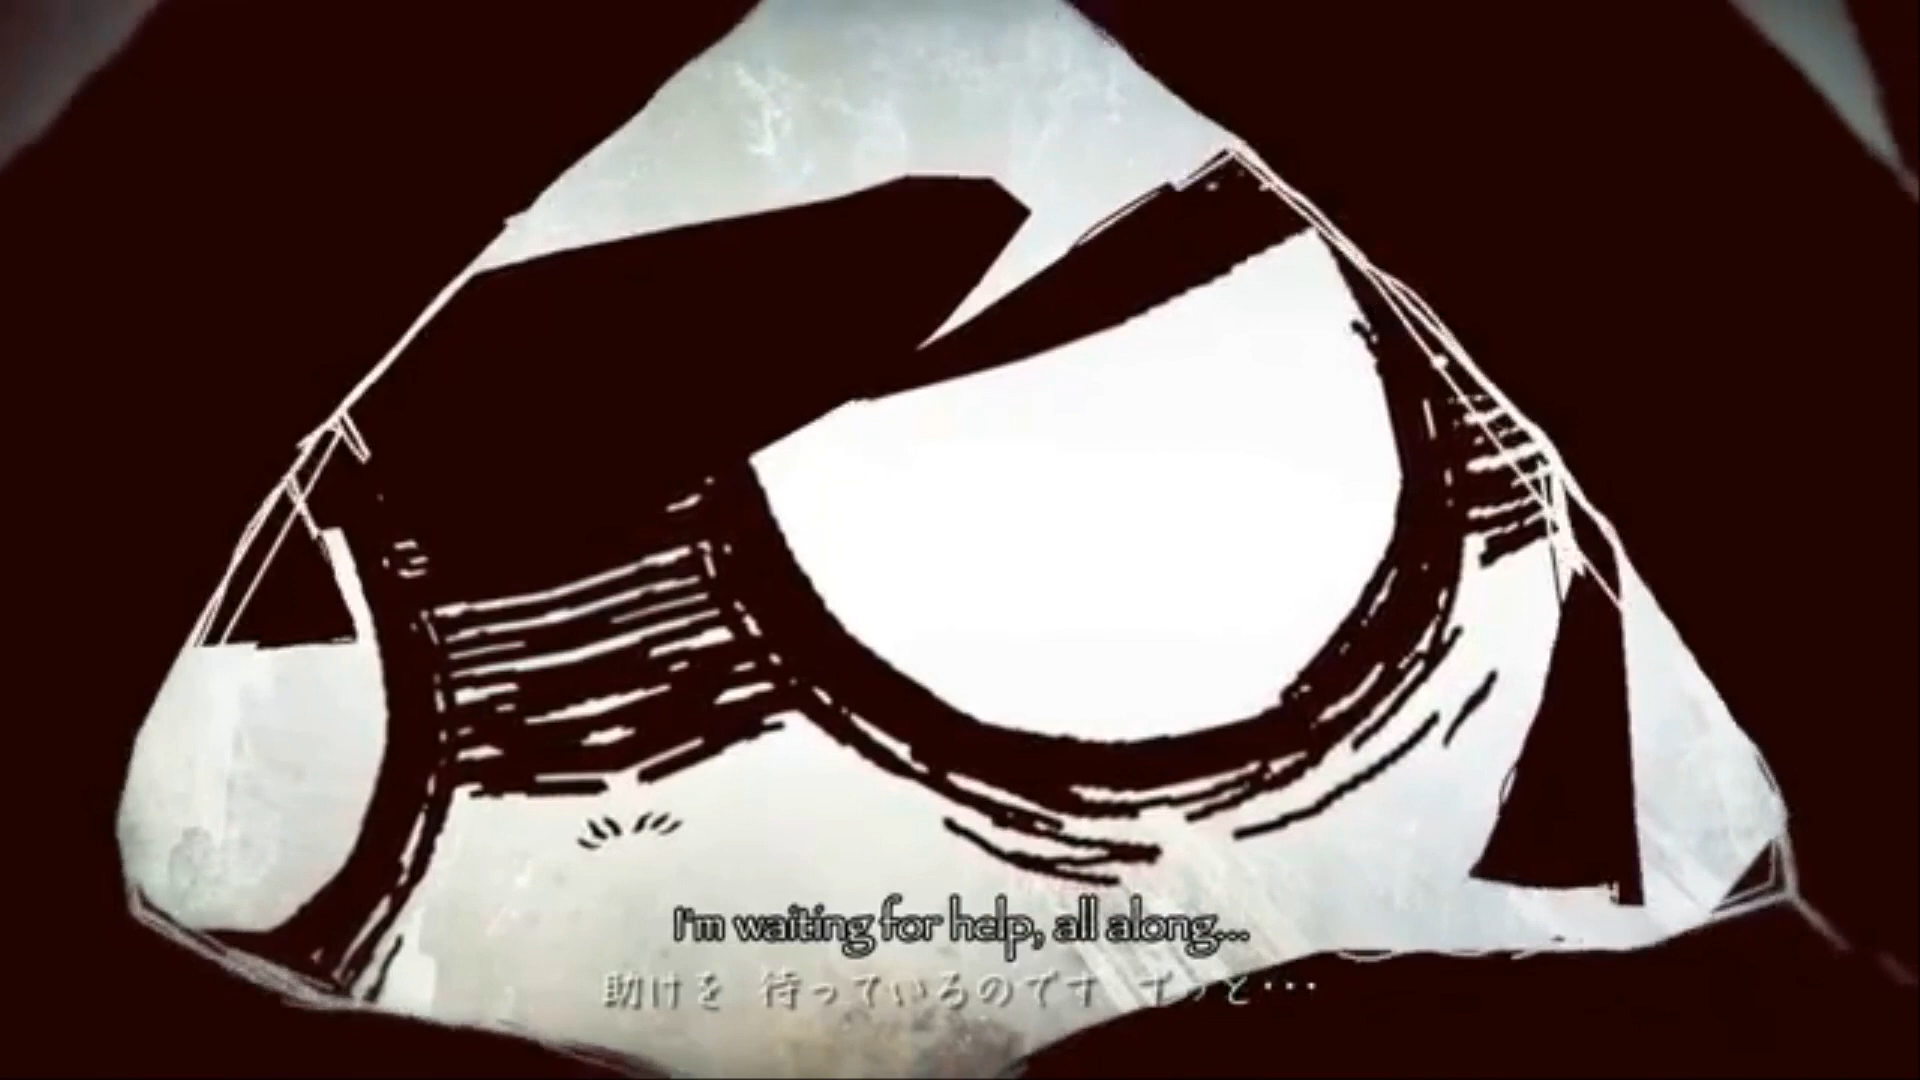 I'm waiting for help, all along...
助けを 待っているのです ずっと・・・